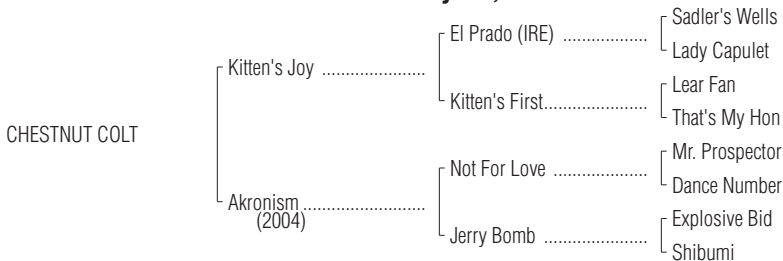 Sadler's Wells
El Prado (IRE) ..................
Lady Capulet
Kitten's Joy ......................
Lear Fan
Kitten's First......................
That's My Hon
CHESTNUT COLT
Mr. Prospector
Not For Love ....................
Dance Number
Akronism ..........................
(2004)
Explosive Bid
Jerry Bomb ......................
Shibumi